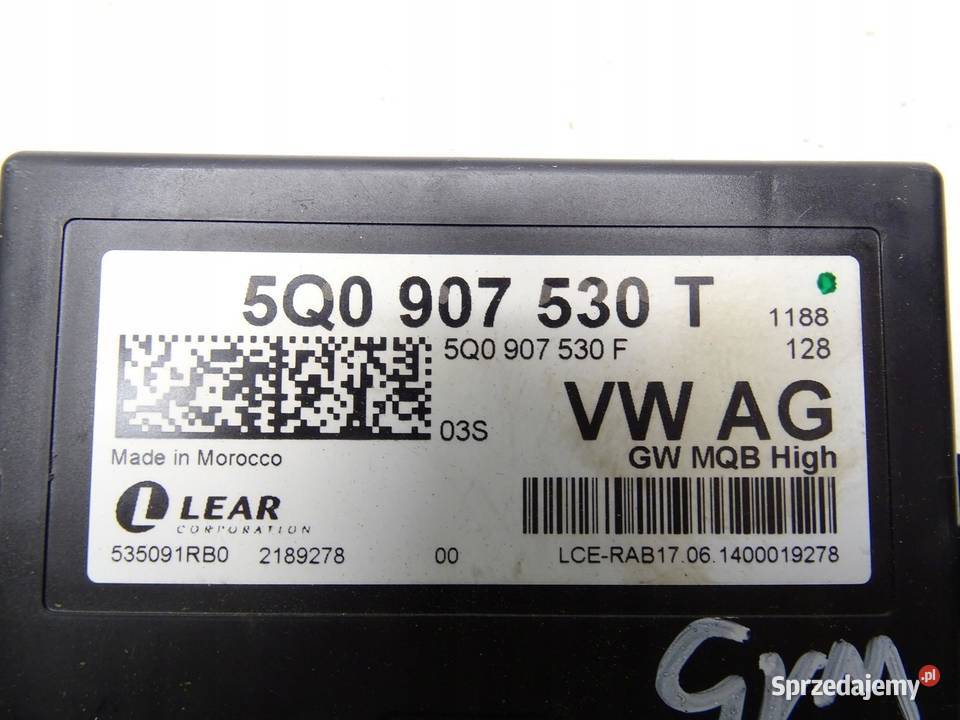 5Q0 907 530 T
1188
5Q0 907 530 F
128
03S
VW AG
GW MQB High
Made in Morocco
LEAR
CORPORATION
535091RB0 2189278 00 LCE-RAB17.06.1400019278
GYM
Sprzedajemy.pl